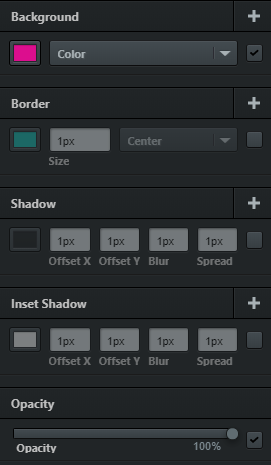 Background
Color
Border
1px Center
Size
Shadow
1px 1px 1px 1px
Offset X Offset Y Blur Spread
Inset Shadow
1px 1px 1px 1px
Offset X Offset Y Blur Spread
Opacity
Opacity 100%